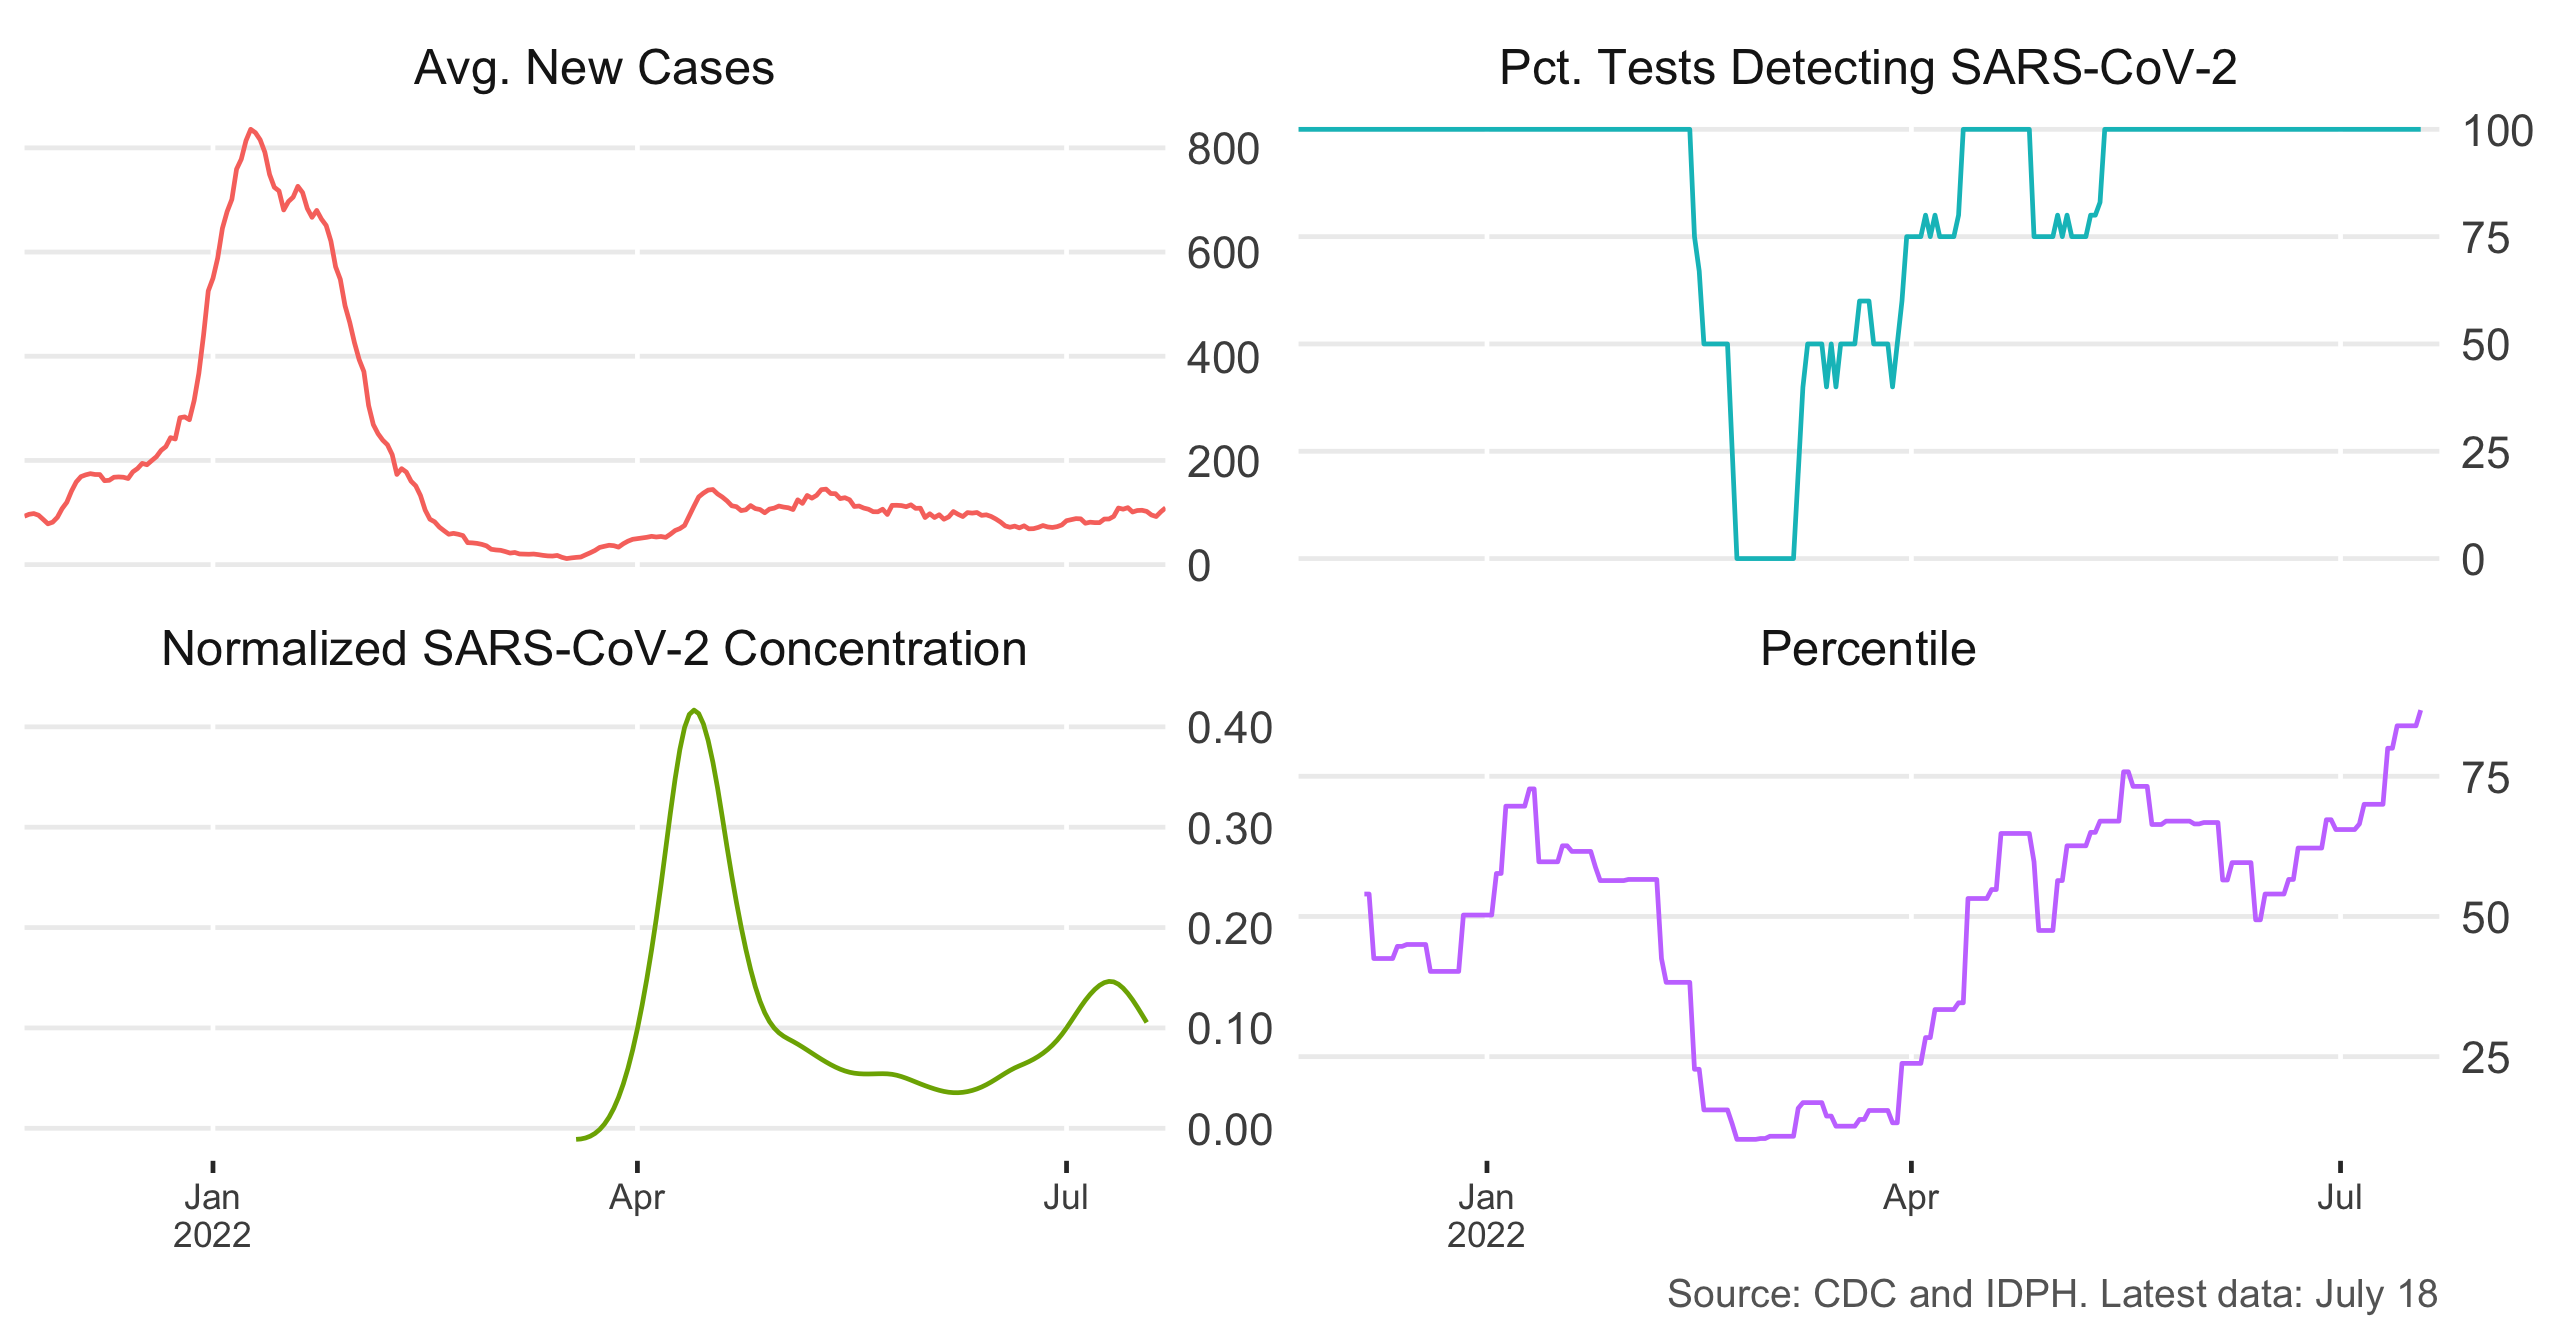 Avg. New Cases
800
600
400
200
0
Pct. Tests Detecting SARS-CoV-2
100
75
50
25
0
Normalized SARS-CoV-2 Concentration
0.40
0.30
0.20
0.10
0.00
Jan
2022
Apr
Jul
Percentile
75
50
25
Jan
2022
Apr
Jul
Source: CDC and IDPH. Latest data: July 18